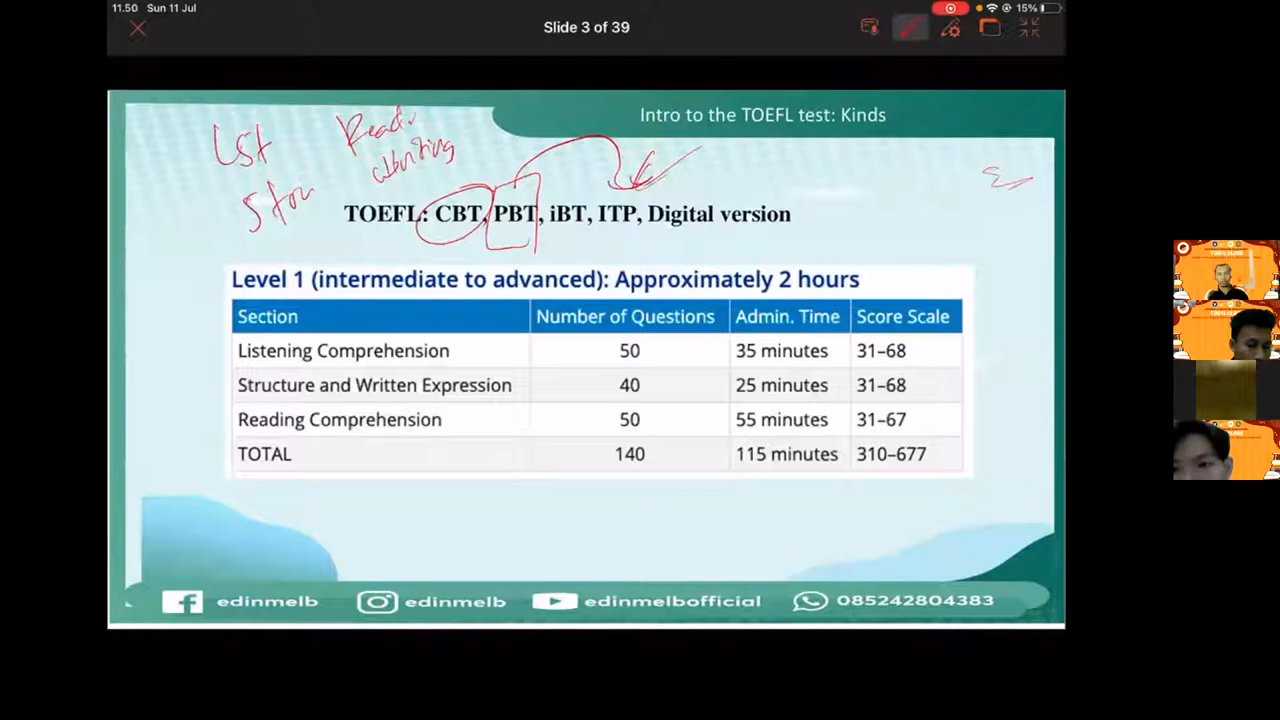 11.50 Sun 11 Jul
15%
Slide 3 of 39
Intro to the TOEFL test: Kinds
Lst
Read
writing
TOEFL: CBT, PBT, iBT, ITP, Digital version
Level 1 (intermediate to advanced): Approximately 2 hours
Section Number of Questions Admin. Time Score Scale
Listening Comprehension 50 35 minutes 31–68
Structure and Written Expression 40 25 minutes 31–68
Reading Comprehension 50 55 minutes 31–67
TOTAL 140 115 minutes 310–677
edinmelb edinmelb edinmelbofficial 085242804383